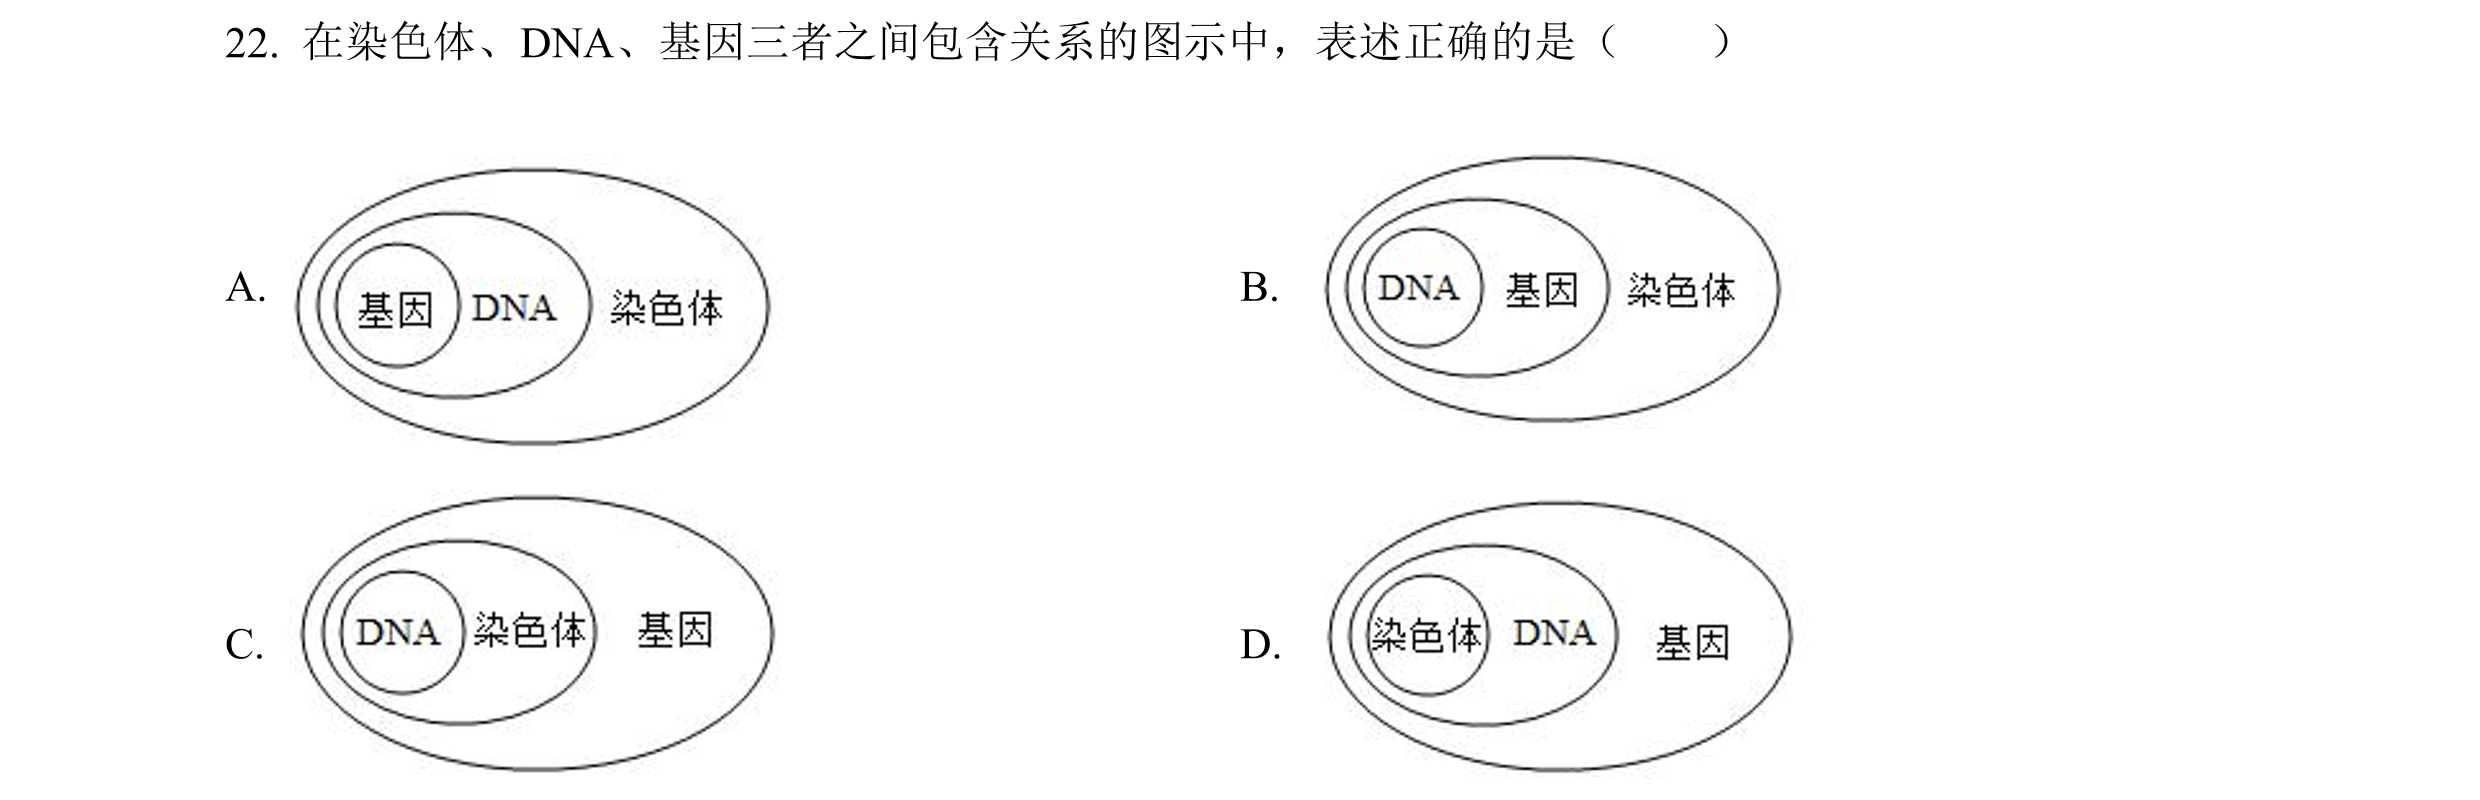 22. 在染色体、DNA、基因三者之间包含关系的图示中，表述正确的是（　　）
A. 基因 DNA 染色体
B. DNA 基因 染色体
C. DNA 染色体 基因
D. 染色体 DNA 基因